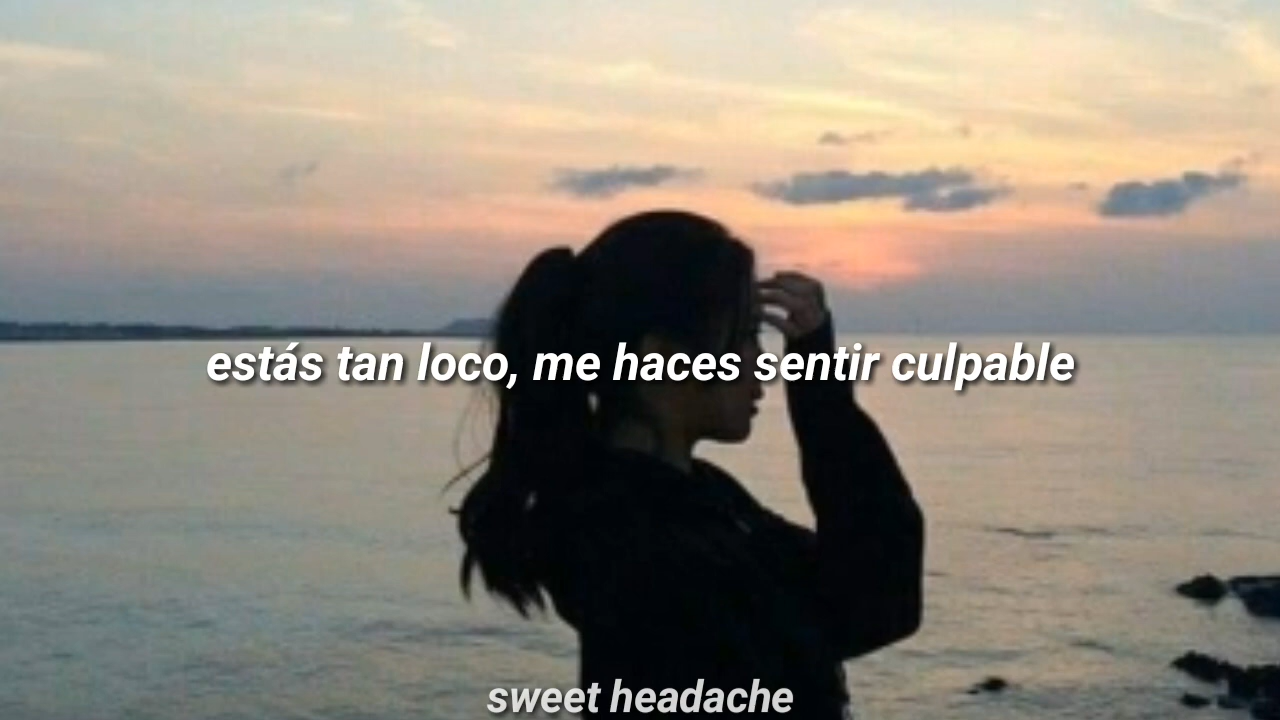 estás tan loco, me haces sentir culpable
sweet headache